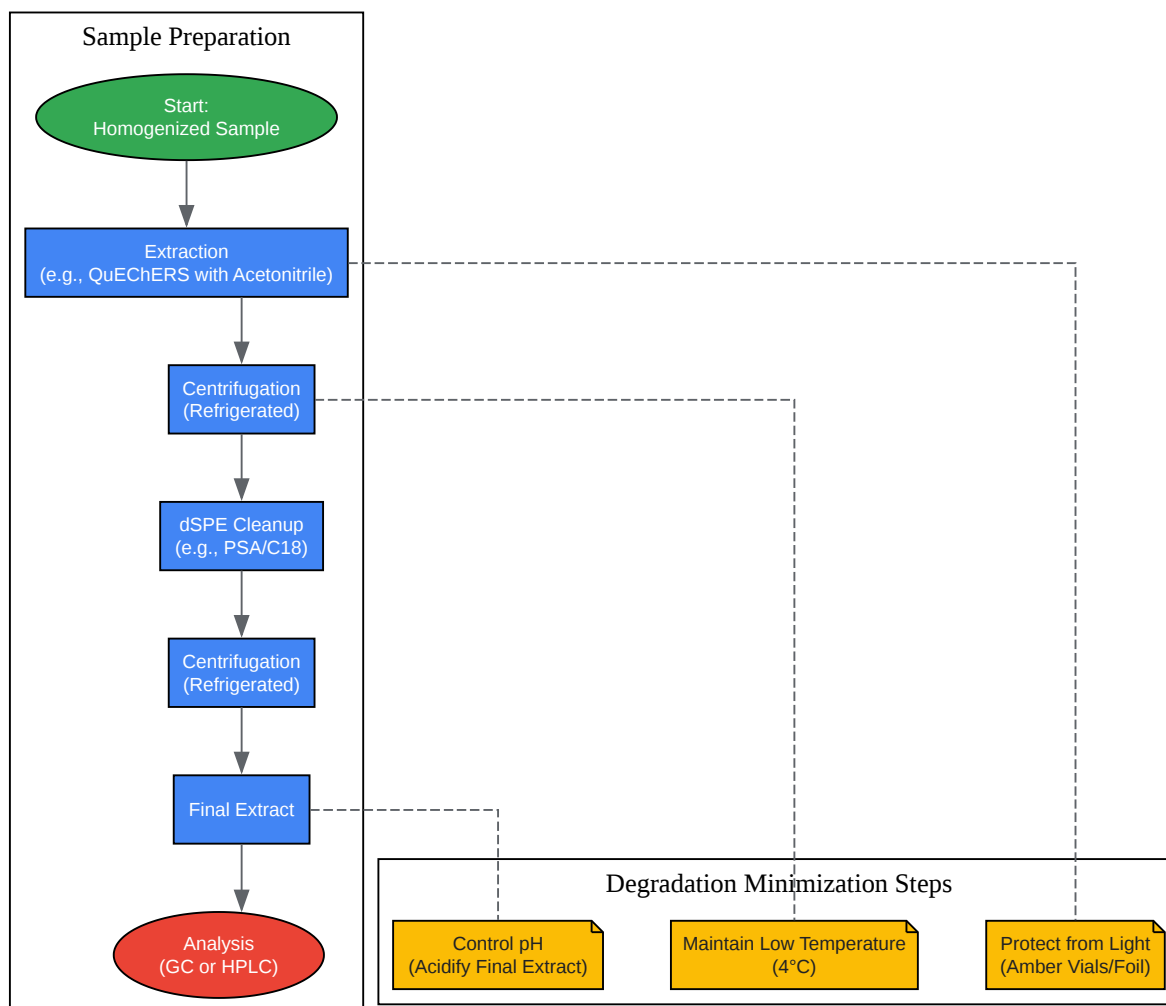 Sample Preparation
Start:
Homogenized Sample
Extraction
(e.g., QuEChERS with Acetonitrile)
Centrifugation
(Refrigerated)
dSPE Cleanup
(e.g., PSA/C18)
Centrifugation
(Refrigerated)
Final Extract
Analysis
(GC or HPLC)
Degradation Minimization Steps
Control pH
(Acidify Final Extract)
Maintain Low Temperature
(4°C)
Protect from Light
(Amber Vials/Foil)